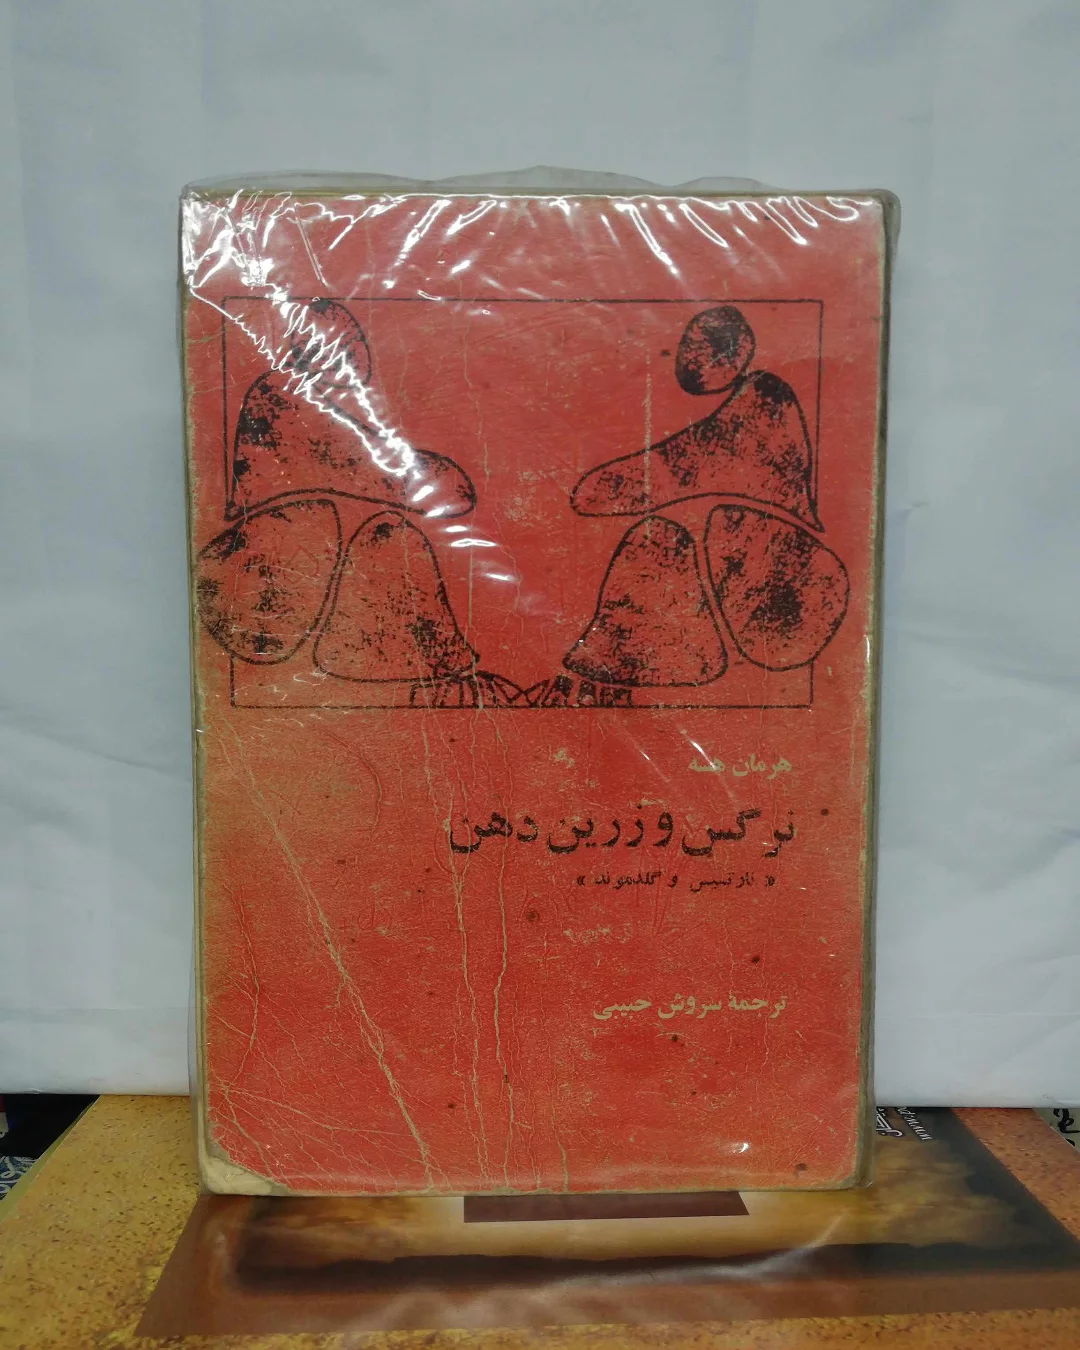 هرمان هسه
نرگس و زرین دهن
« نارتسیس و گلدموند »
ترجمهٔ سروش حبیبی